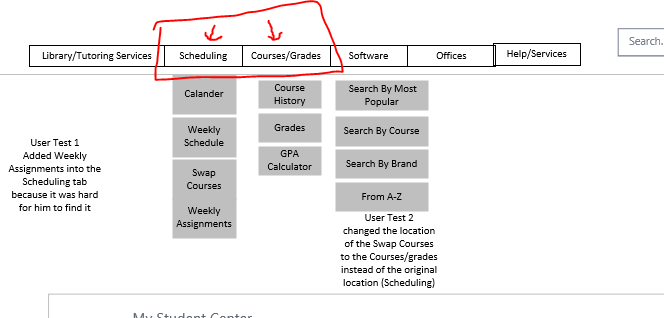 Search.
Library/Tutoring Services
Scheduling
Courses/Grades
Software
Offices
Help/Services
Calander
Weekly
Schedule
Swap
Courses
Weekly
Assignments
Course
History
Grades
GPA
Calculator
Search By Most
Popular
Search By Course
Search By Brand
From A-Z
User Test 1
Added Weekly
Assignments into the
Scheduling tab
because it was hard
for him to find it
User Test 2
changed the location
of the Swap Courses
to the Courses/grades
instead of the original
location (Scheduling)
My Student Center